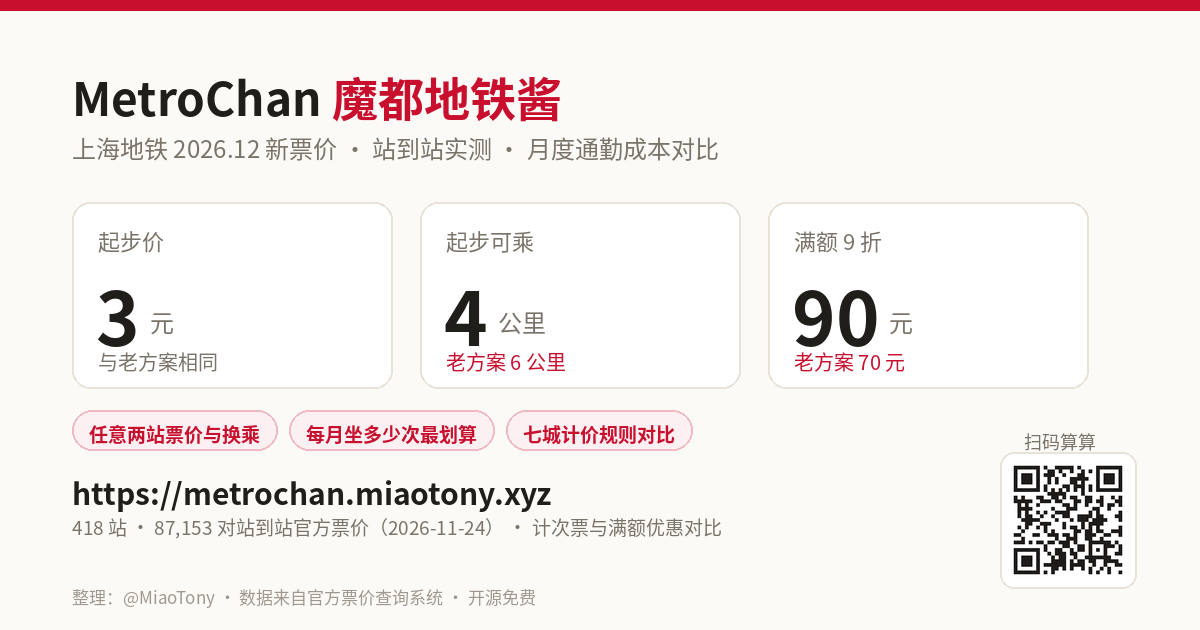 MetroChan 魔都地铁酱
上海地铁 2026.12 新票价 · 站到站实测 · 月度通勤成本对比
起步价
3 元
与老方案相同
起步可乘
4 公里
老方案 6 公里
满额 9 折
90 元
老方案 70 元
任意两站票价与换乘
每月坐多少次最划算
七城计价规则对比
扫码算算
https://metrochan.miaotony.xyz
418 站 · 87,153 对站到站官方票价（2026-11-24） · 计次票与满额优惠对比
整理：@MiaoTony · 数据来自官方票价查询系统 · 开源免费